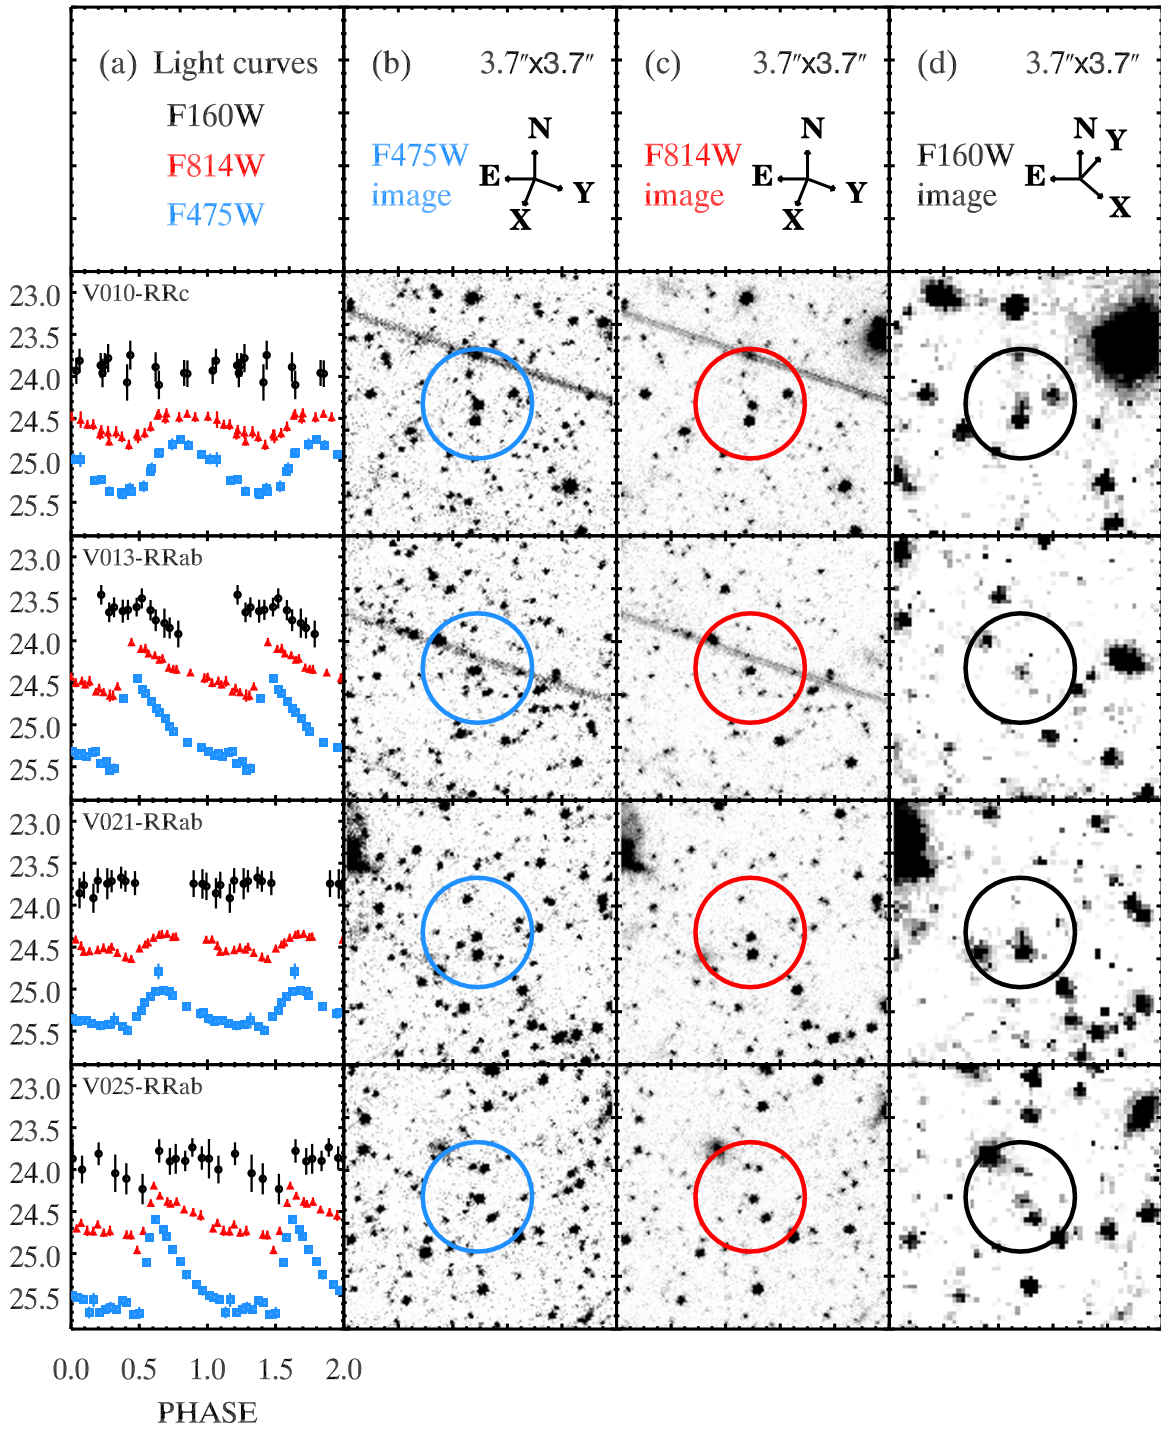 (a) Light curves
F160W
F814W
F475W
(b) 3.7″x3.7″
F475W
image
N
E
X
Y
(c) 3.7″x3.7″
F814W
image
N
E
X
Y
(d) 3.7″x3.7″
F160W
image
N
Y
E
X
V010-RRc
23.0
23.5
24.0
24.5
25.0
25.5
V013-RRab
23.0
23.5
24.0
24.5
25.0
25.5
V021-RRab
23.0
23.5
24.0
24.5
25.0
25.5
V025-RRab
23.0
23.5
24.0
24.5
25.0
25.5
0.0 0.5 1.0 1.5 2.0
PHASE